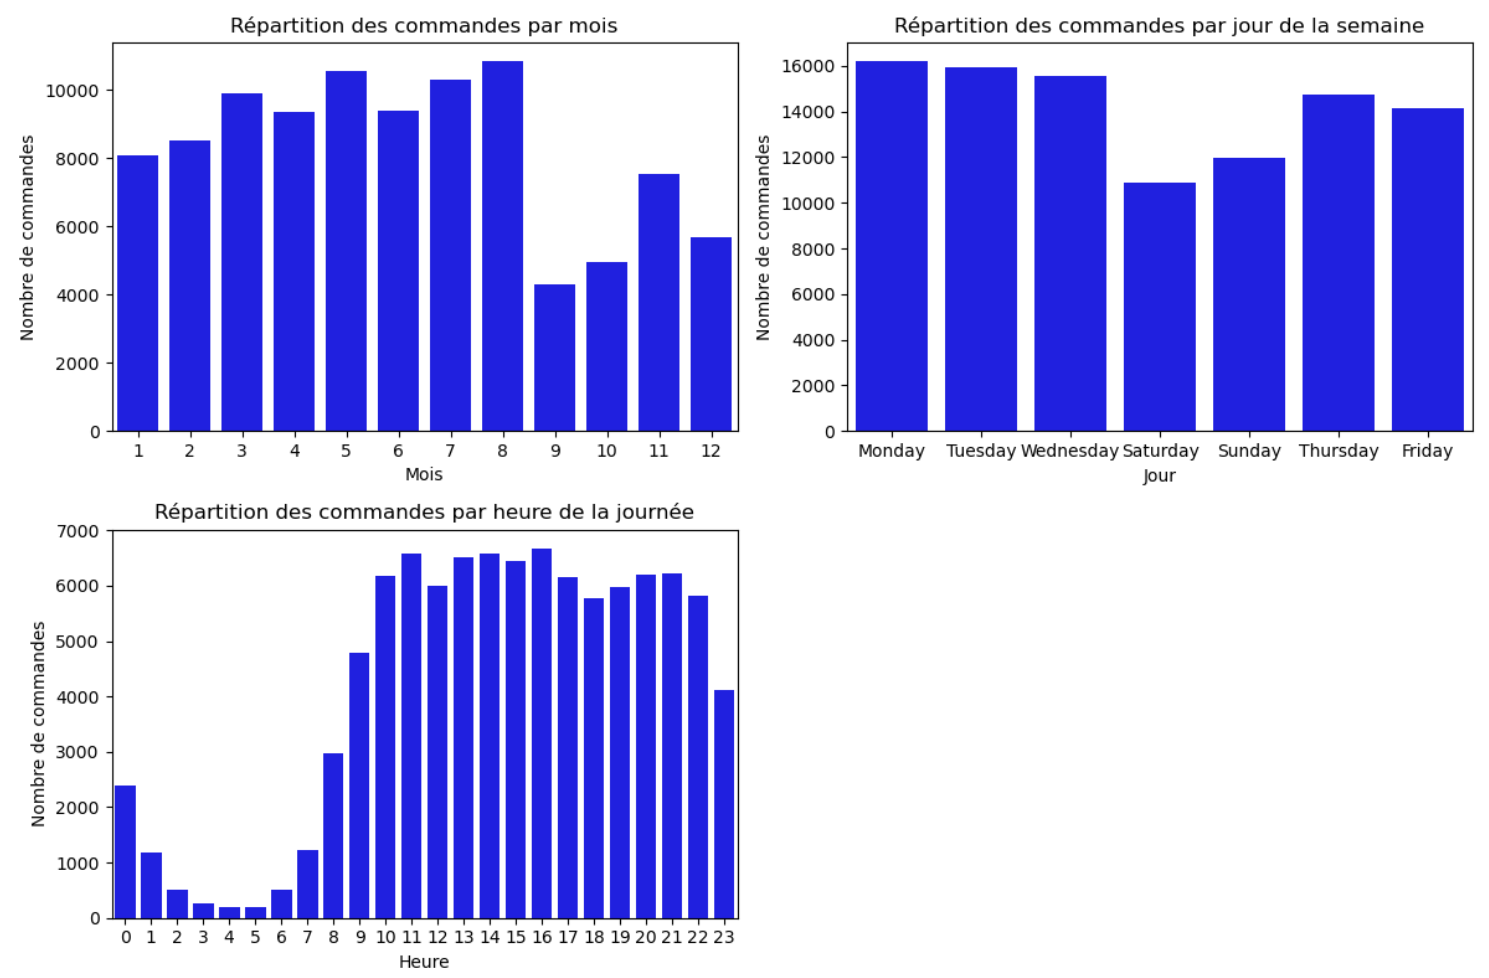 Répartition des commandes par mois
Nombre de commandes
10000
8000
6000
4000
2000
0
1 2 3 4 5 6 7 8 9 10 11 12
Mois
Répartition des commandes par jour de la semaine
Nombre de commandes
16000
14000
12000
10000
8000
6000
4000
2000
0
Monday Tuesday Wednesday Saturday Sunday Thursday Friday
Jour
Répartition des commandes par heure de la journée
Nombre de commandes
7000
6000
5000
4000
3000
2000
1000
0
0 1 2 3 4 5 6 7 8 9 10 11 12 13 14 15 16 17 18 19 20 21 22 23
Heure